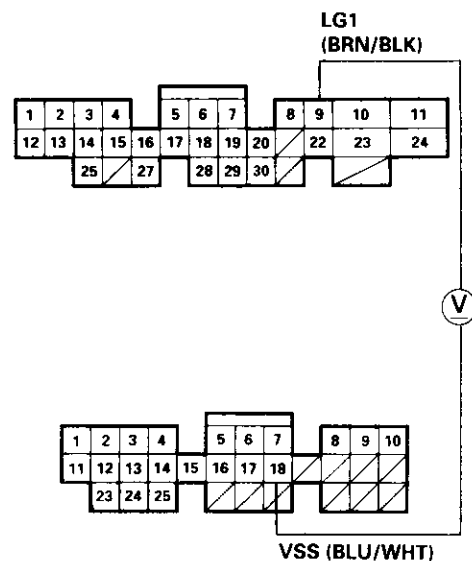 LG1
(BRN/BLK)
1 2 3 4 5 6 7 8 9 10 11
12 13 14 15 16 17 18 19 20 22 23 24
25 27 28 29 30
V
1 2 3 4 5 6 7 8 9 10
11 12 13 14 15 16 17 18
23 24 25
VSS (BLU/WHT)